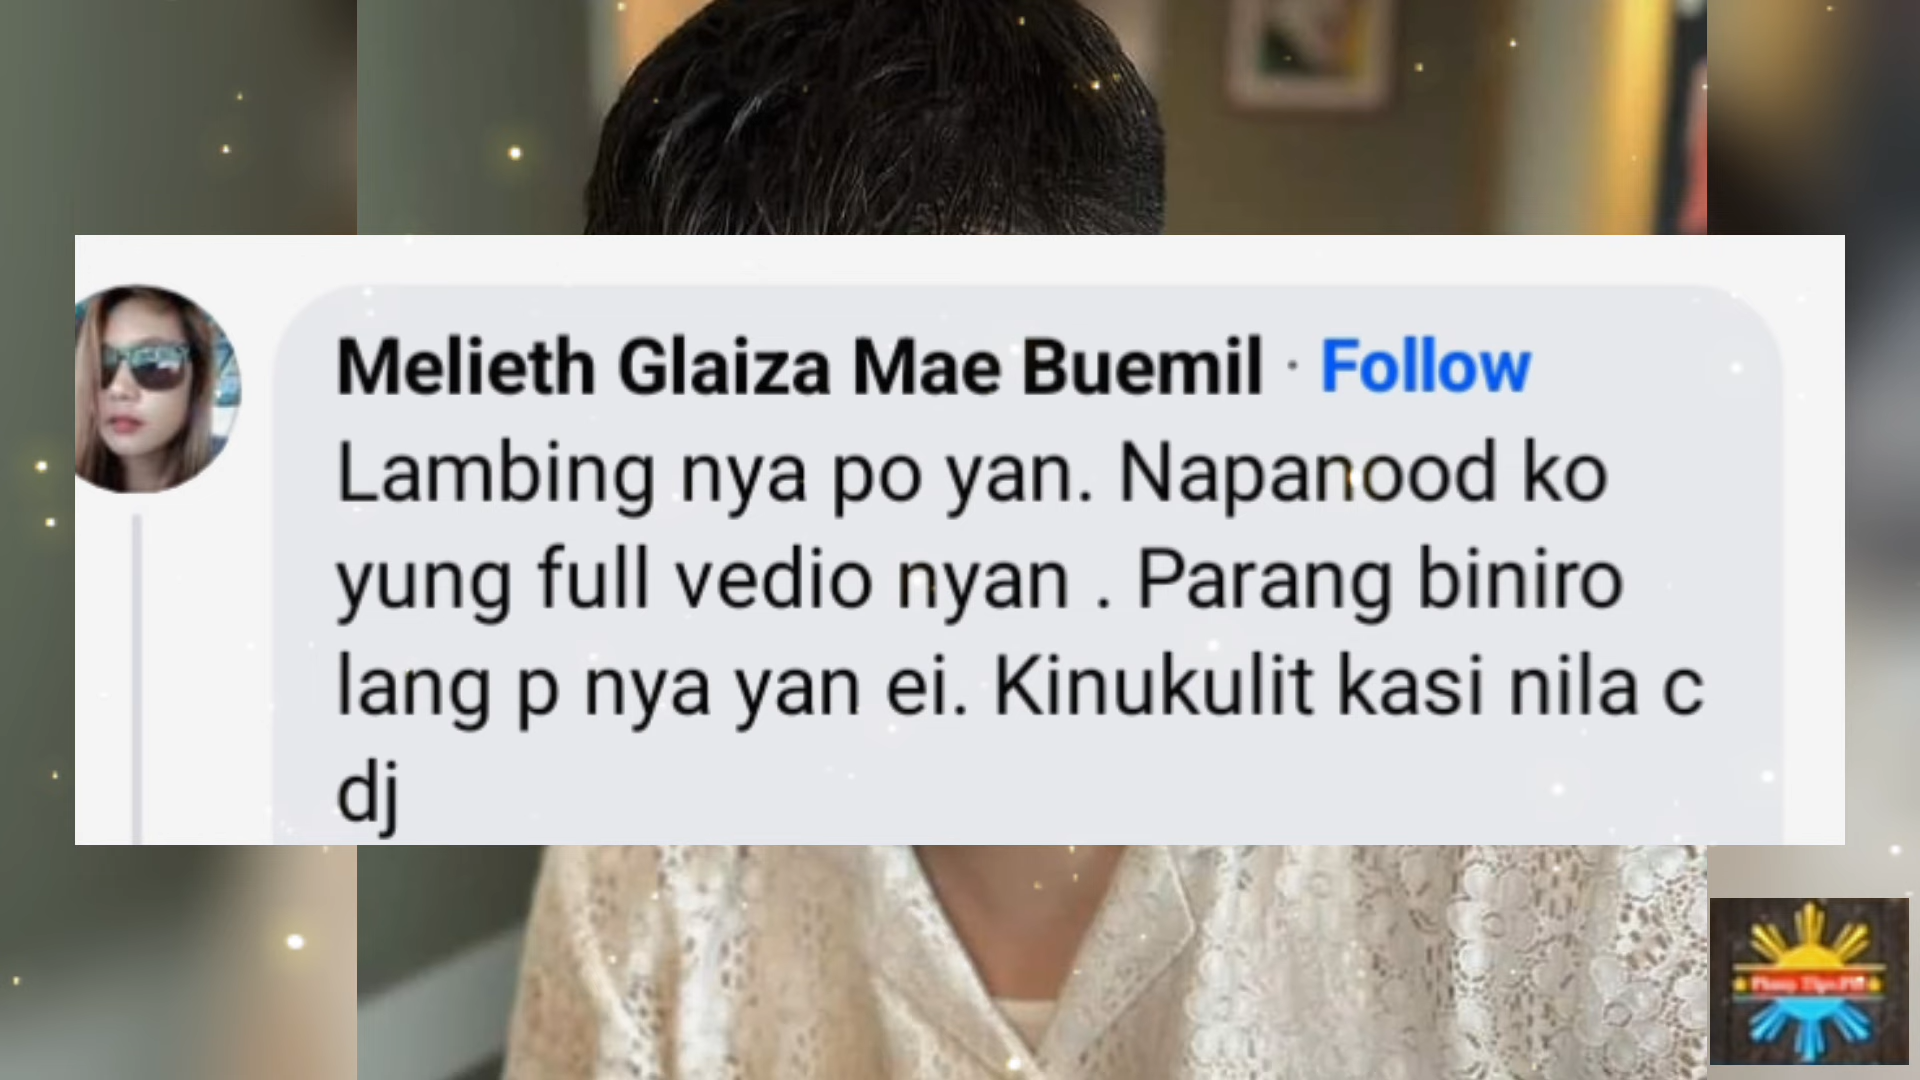 Melieth Glaiza Mae Buemil · Follow
Lambing nya po yan. Napanood ko
yung full vedio nyan . Parang biniro
lang p nya yan ei. Kinukulit kasi nila c
dj